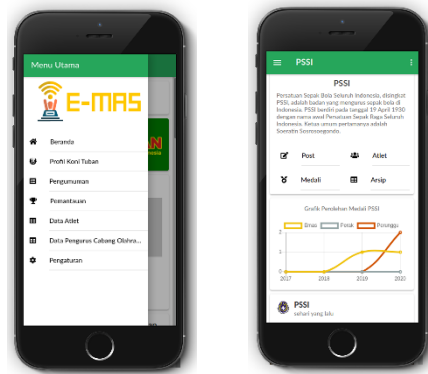 Menu Utama
E-MAS
Beranda
Profil Koni Tuban
Pengumuman
Pemantauan
Data Atlet
Data Pengurus Cabang Olahra...
Pengaturan
PSSI
PSSI
Persatuan Sepak Bola Seluruh Indonesia, disingkat
PSSI, adalah badan yang mengurus sepak bola di
Indonesia. PSSI berdiri pada tanggal 19 April 1930
dengan nama awal Persatuan Sepak Raga Seluruh
Indonesia. Ketua umum pertamanya adalah
Soeratin Sosrosoegondo.
Post
Atlet
Medali
Arsip
Grafik Perolehan Medali PSSI
Emas
Perak
Perunggu
2
1
0
2017
2018
2019
2020
PSSI
sehari yang lalu